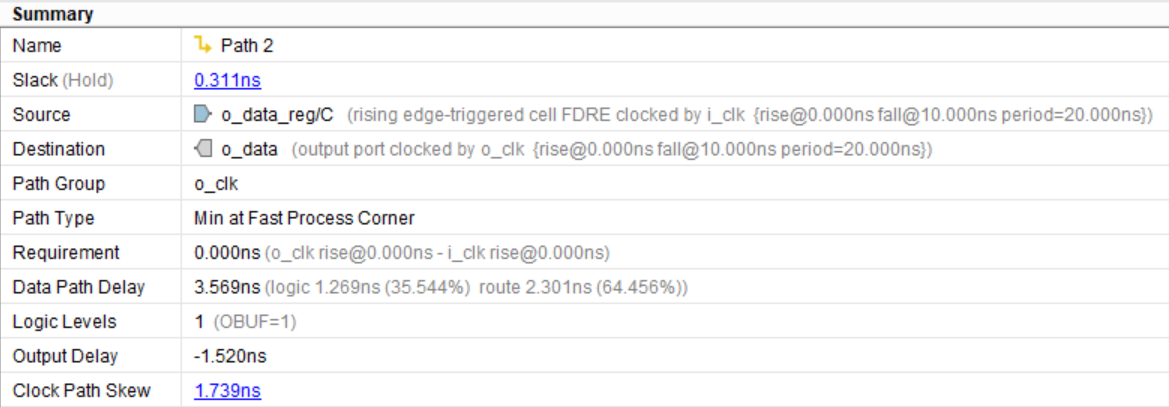 Summary
Name Path 2
Slack (Hold) 0.311ns
Source o_data_reg/C (rising edge-triggered cell FDRE clocked by i_clk {rise@0.000ns fall@10.000ns period=20.000ns})
Destination o_data (output port clocked by o_clk {rise@0.000ns fall@10.000ns period=20.000ns})
Path Group o_clk
Path Type Min at Fast Process Corner
Requirement 0.000ns (o_clk rise@0.000ns - i_clk rise@0.000ns)
Data Path Delay 3.569ns (logic 1.269ns (35.544%) route 2.301ns (64.456%))
Logic Levels 1 (OBUF=1)
Output Delay -1.520ns
Clock Path Skew 1.739ns